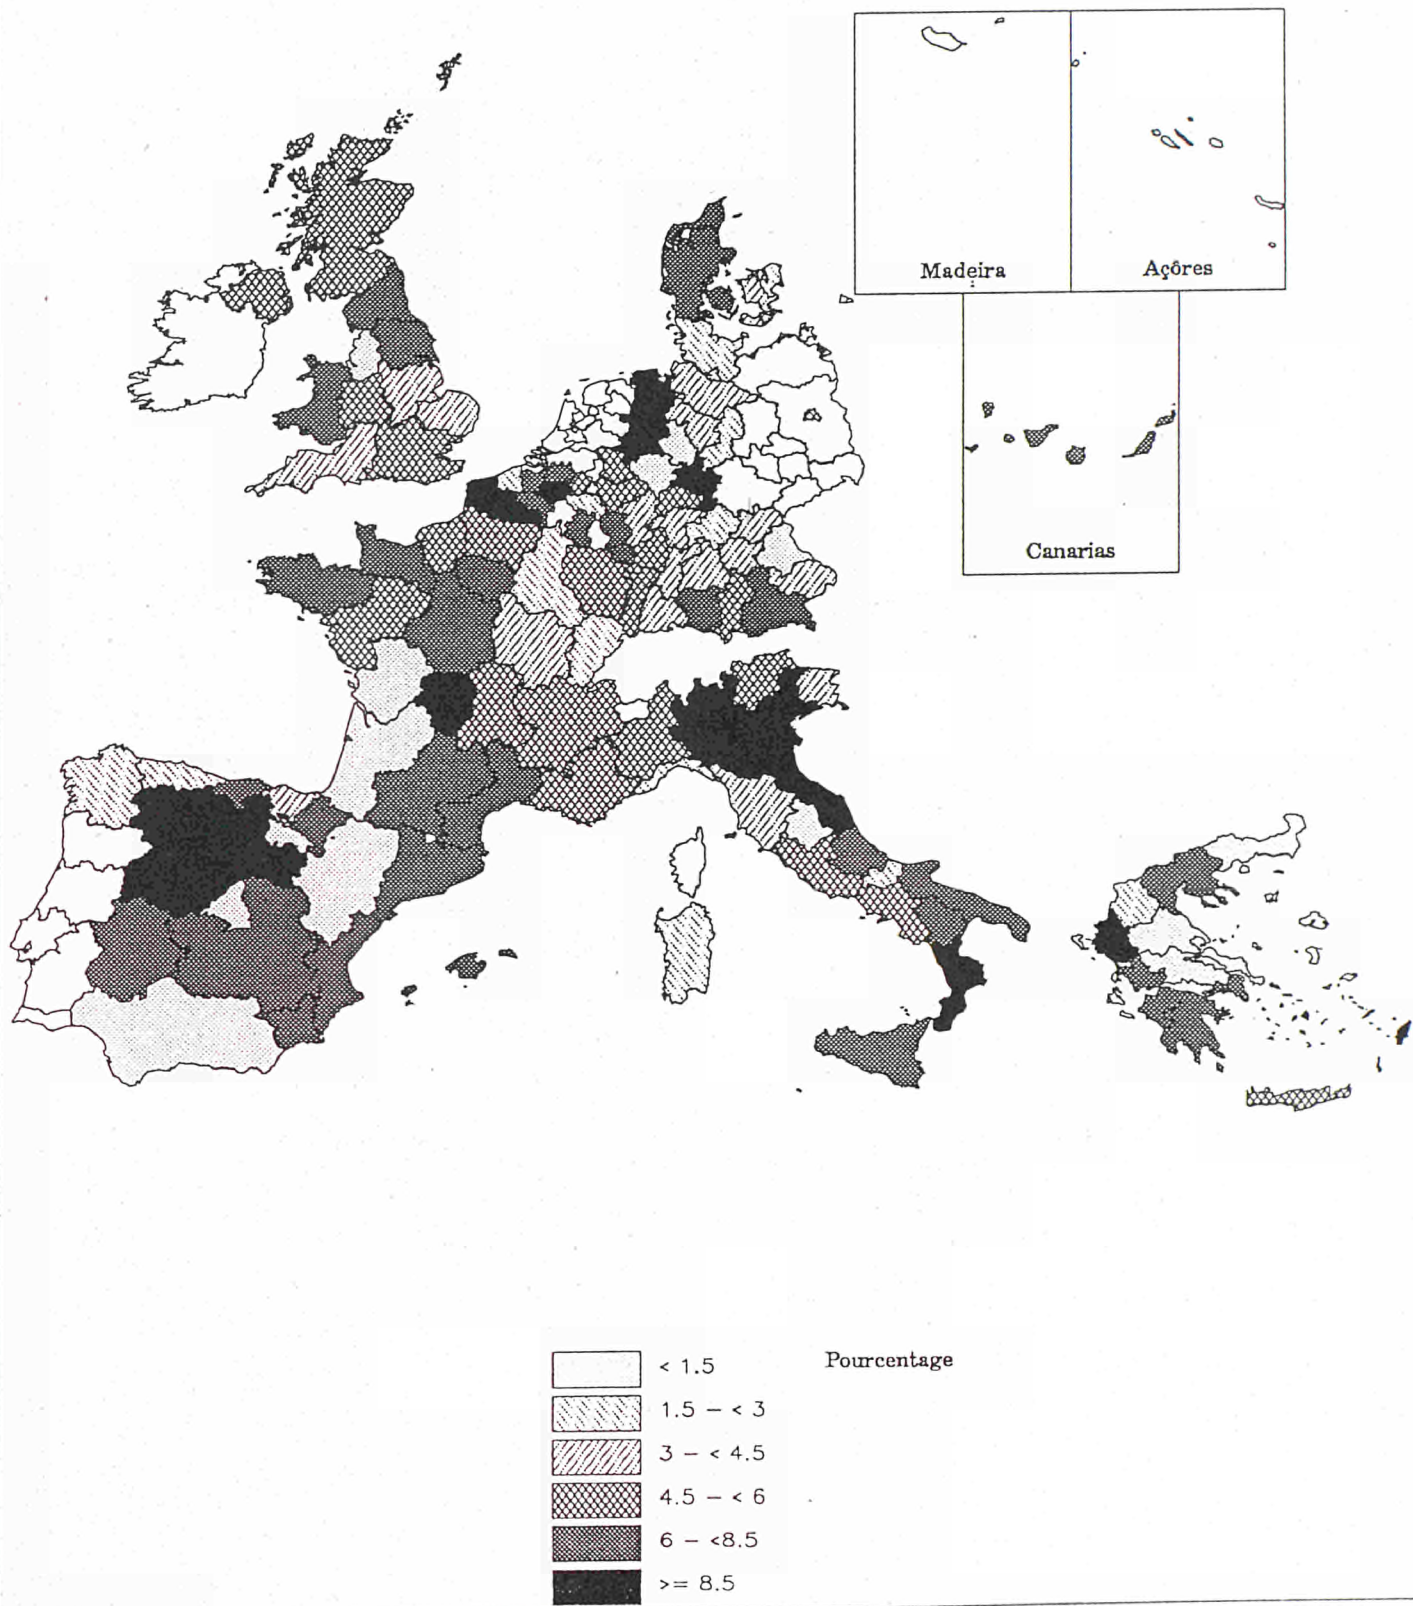 Madeira
Açôres
Canarias
Pourcentage
< 1.5
1.5 – < 3
3 – < 4.5
4.5 – < 6
6 – <8.5
>= 8.5